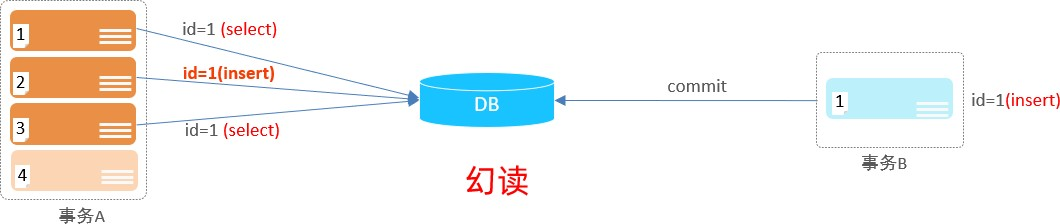 1
id=1 (select)
2
id=1(insert)
3
id=1 (select)
4
事务A
DB
commit
1
id=1(insert)
事务B
幻读